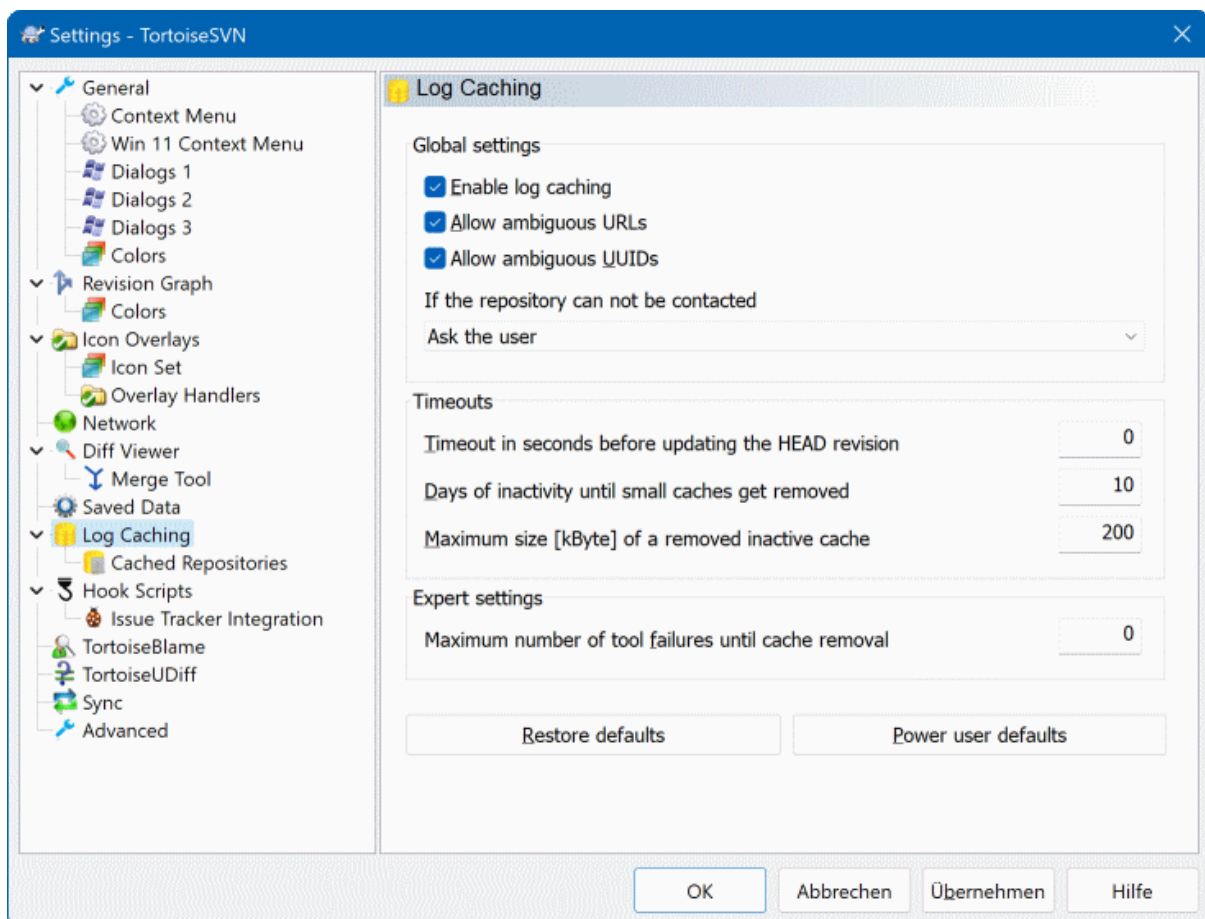 Settings - TortoiseSVN
General
Context Menu
Win 11 Context Menu
Dialogs 1
Dialogs 2
Dialogs 3
Colors
Revision Graph
Colors
Icon Overlays
Icon Set
Overlay Handlers
Network
Diff Viewer
Merge Tool
Saved Data
Log Caching
Cached Repositories
Hook Scripts
Issue Tracker Integration
TortoiseBlame
TortoiseUDiff
Sync
Advanced
Log Caching
Global settings
Enable log caching
Allow ambiguous URLs
Allow ambiguous UUIDs
If the repository can not be contacted
Ask the user
Timeouts
Timeout in seconds before updating the HEAD revision 0
Days of inactivity until small caches get removed 10
Maximum size [kByte] of a removed inactive cache 200
Expert settings
Maximum number of tool failures until cache removal 0
Restore defaults Power user defaults
OK Abbrechen Übernehmen Hilfe